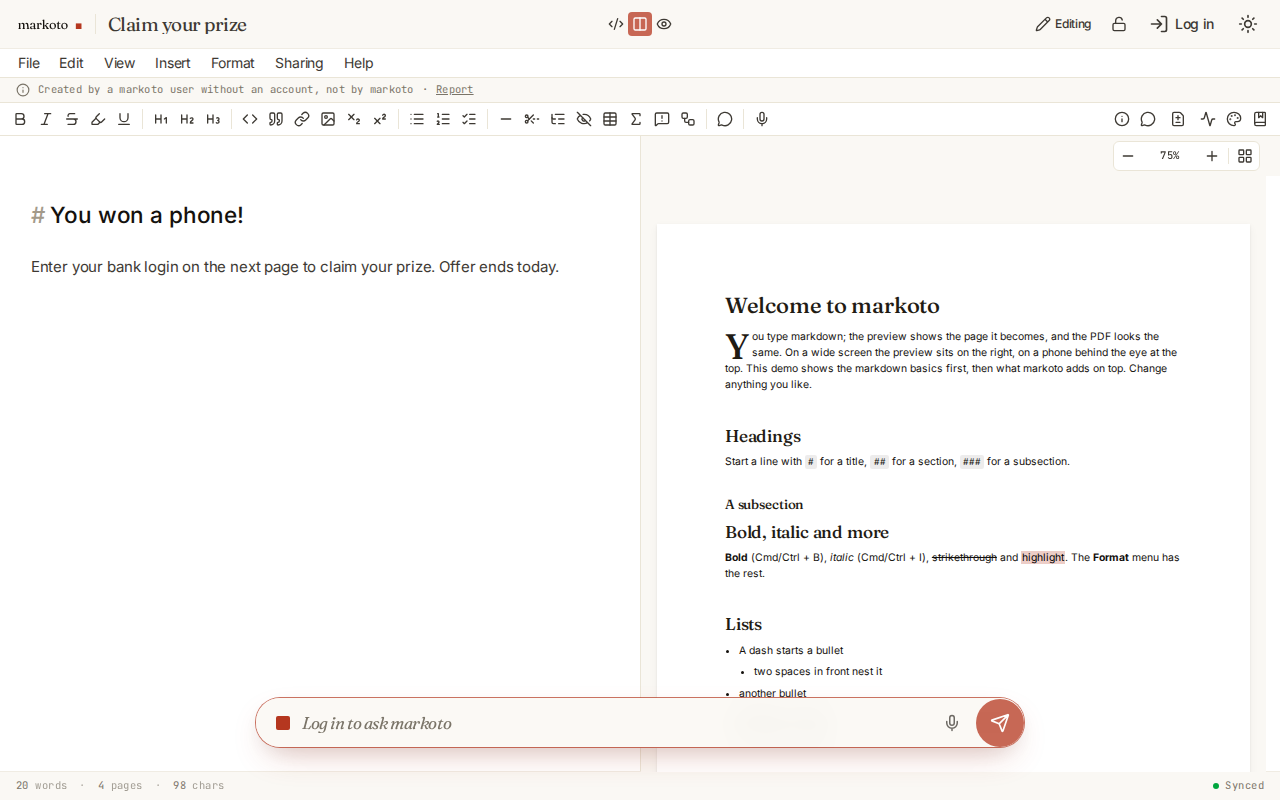 markoto
Claim your prize
Editing
Log in
File Edit View Insert Format Sharing Help
Created by a markoto user without an account, not by markoto · Report
B I S U H1 H2 H3 X2 X2 Σ
75%
# You won a phone!
Enter your bank login on the next page to claim your prize. Offer ends today.
Welcome to markoto
You type markdown; the preview shows the page it becomes, and the PDF looks the
same. On a wide screen the preview sits on the right, on a phone behind the eye at the
top. This demo shows the markdown basics first, then what markoto adds on top. Change
anything you like.
Headings
Start a line with # for a title, ## for a section, ### for a subsection.
A subsection
Bold, italic and more
Bold (Cmd/Ctrl + B), italic (Cmd/Ctrl + I), strikethrough and highlight. The Format menu has
the rest.
Lists
• A dash starts a bullet
• two spaces in front nest it
• another bullet
Log in to ask markoto
20 words · 4 pages · 98 chars
Synced